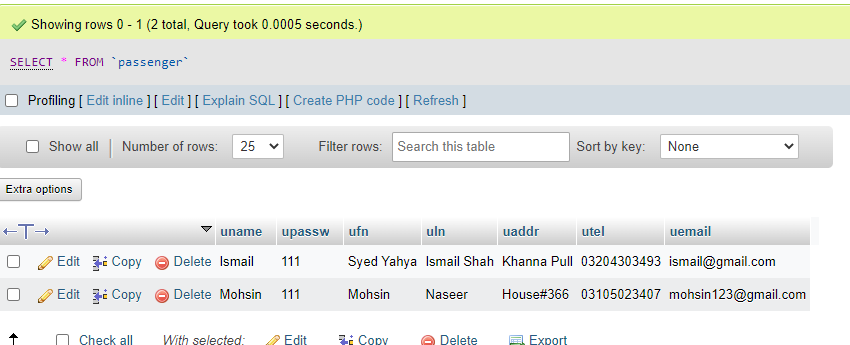 Showing rows 0 - 1 (2 total, Query took 0.0005 seconds.)
SELECT * FROM `passenger`
Profiling [ Edit inline ] [ Edit ] [ Explain SQL ] [ Create PHP code ] [ Refresh ]
Show all | Number of rows: 25 Filter rows: Search this table Sort by key: None
Extra options
←T→ uname upassw ufn uln uaddr utel uemail
Edit Copy Delete Ismail 111 Syed Yahya Ismail Shah Khanna Pull 03204303493 ismail@gmail.com
Edit Copy Delete Mohsin 111 Mohsin Naseer House#366 03105023407 mohsin123@gmail.com
Check all With selected: Edit Copy Delete Export